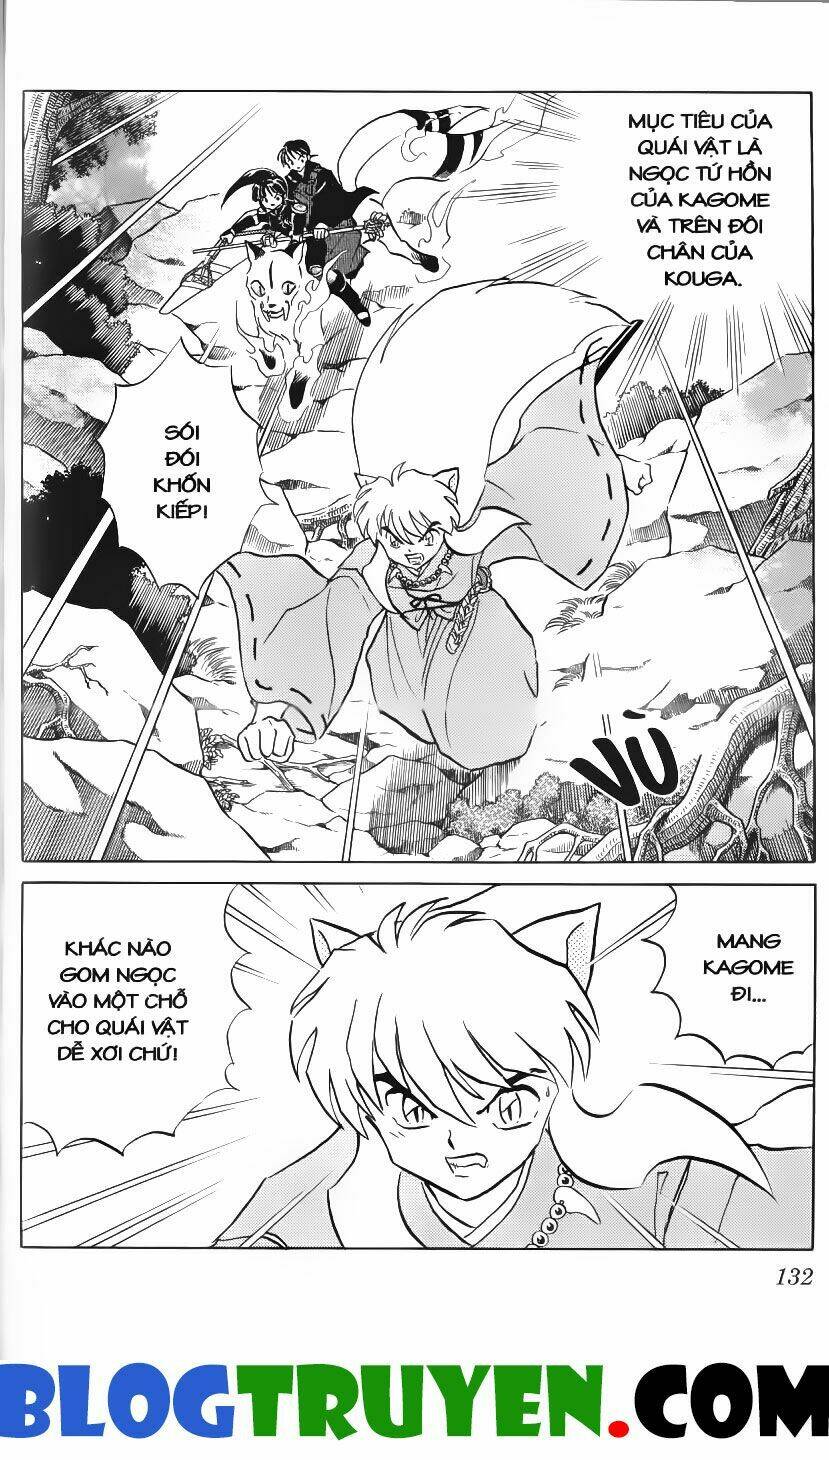 MỤC TIÊU CỦA
QUÁI VẬT LÀ
NGỌC TỨ HỒN
CỦA KAGOME
VÀ TRÊN ĐÔI
CHÂN CỦA
KOUGA.
SÓI
ĐÓI
KHỐN
KIẾP!
VÙ
MANG
KAGOME
ĐI...
KHÁC NÀO
GOM NGỌC
VÀO MỘT CHỖ
CHO QUÁI VẬT
DỄ XƠI CHỨ!
132
BLOGTRUYEN.COM